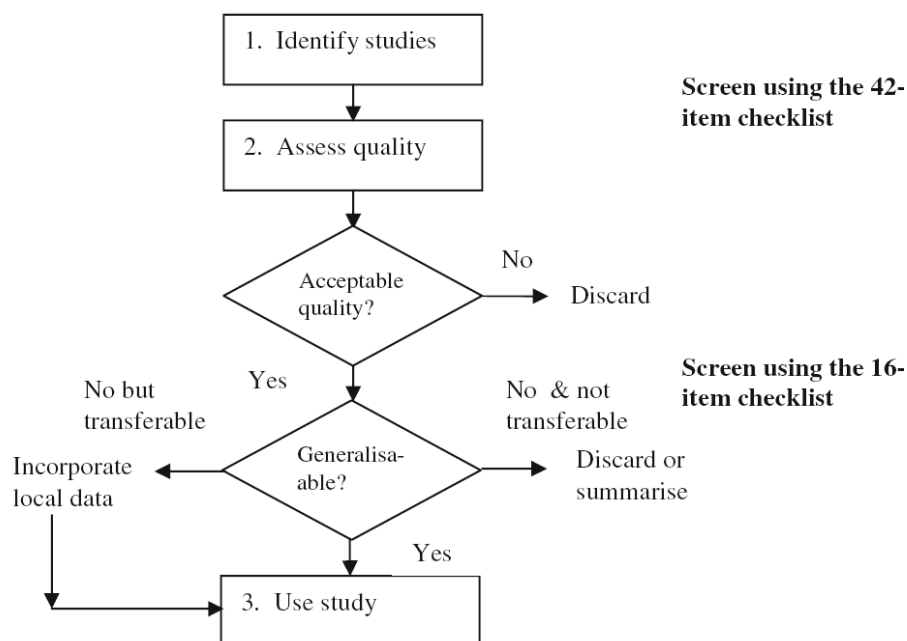 1. Identify studies
Screen using the 42-
item checklist
2. Assess quality
Acceptable
quality?
No
Discard
Yes
Screen using the 16-
item checklist
No but
transferable
No & not
transferable
Generalisa-
able?
Incorporate
local data
Discard or
summarise
Yes
3. Use study